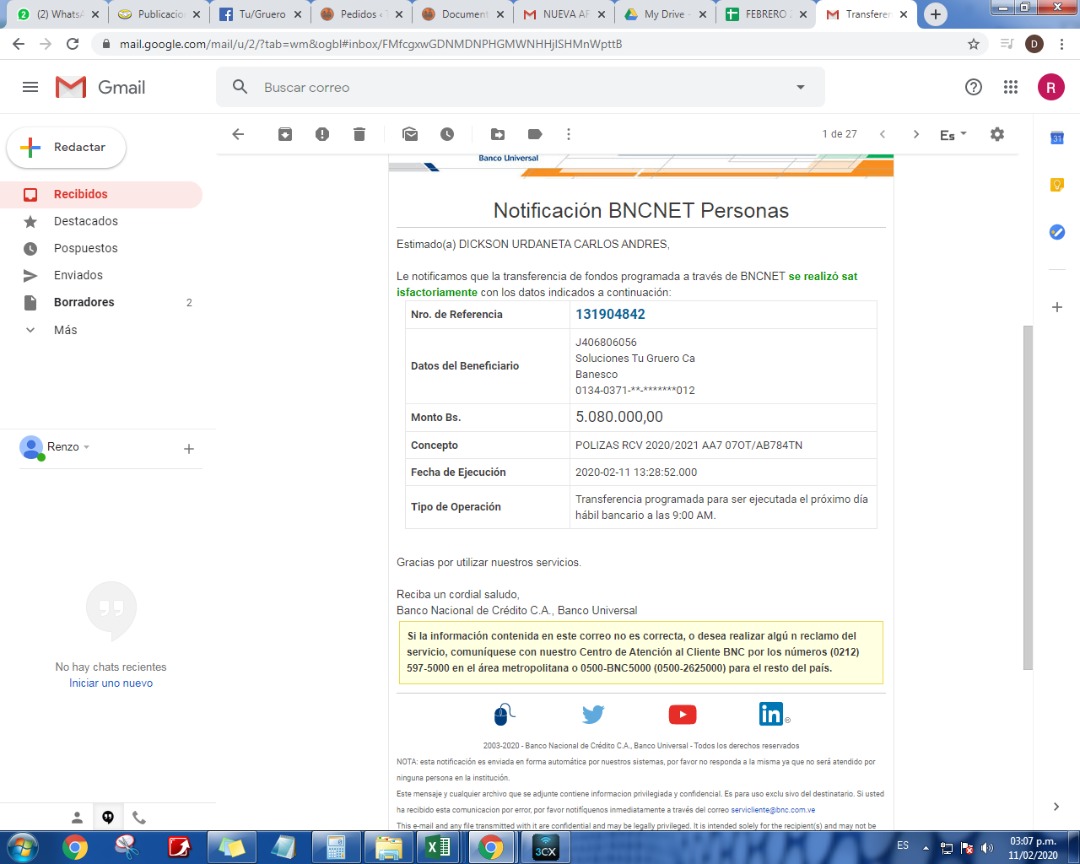 (2) WhatsA
Publicacio
Tu/Gruero
Pedidos <
Document
NUEVA AF
My Drive -
FEBRERO
Transferen
mail.google.com/mail/u/2/?tab=wm&ogbl#inbox/FMfcgxwGDNMDNPHGMWNHHjlSHMnWpttB
D
Gmail
Buscar correo
R
Redactar
1 de 27
Es
31
Recibidos
Destacados
Pospuestos
Enviados
Borradores 2
Más
Renzo
No hay chats recientes
Iniciar uno nuevo
Banco Universal
Notificación BNCNET Personas
Estimado(a) DICKSON URDANETA CARLOS ANDRES,
Le notificamos que la transferencia de fondos programada a través de BNCNET se realizó sat
isfactoriamente con los datos indicados a continuación:
Nro. de Referencia 131904842
Datos del Beneficiario
J406806056
Soluciones Tu Gruero Ca
Banesco
0134-0371-**-*******012
Monto Bs. 5.080.000,00
Concepto POLIZAS RCV 2020/2021 AA7 07OT/AB784TN
Fecha de Ejecución 2020-02-11 13:28:52.000
Tipo de Operación
Transferencia programada para ser ejecutada el próximo día
hábil bancario a las 9:00 AM.
Gracias por utilizar nuestros servicios.
Reciba un cordial saludo,
Banco Nacional de Crédito C.A., Banco Universal
Si la información contenida en este correo no es correcta, o desea realizar algú n reclamo del
servicio, comuníquese con nuestro Centro de Atención al Cliente BNC por los números (0212)
597-5000 en el área metropolitana o 0500-BNC5000 (0500-2625000) para el resto del país.
in
2003-2020 - Banco Nacional de Crédito C.A., Banco Universal - Todos los derechos reservados
NOTA: esta notificación es enviada en forma automática por nuestros sistemas, por favor no responda a la misma ya que no será atendido por
ninguna persona en la institución.
Este mensaje y cualquier archivo que se adjunte contiene informacion privilegiada y confidencial. Es para uso exclu sivo del destinatario. Si usted
ha recibido esta comunicacion por error, por favor notifíquenos inmediatamente a través del correo servicliente@bnc.com.ve
This e-mail and any file transmitted with it are confidential and may be legally privileged. It is intended solely for the recipient(s) and may not be
3CX
ES
03:07 p.m.
11/02/2020